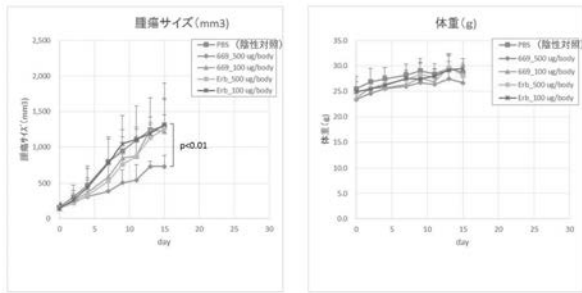 腫瘍サイズ(mm3)
2,500
2,000
1,500
1,000
500
0
腫瘍サイズ(mm3)
PBS (陰性対照)
669_500 ug/body
669_100 ug/body
Erb_500 ug/body
Erb_100 ug/body
p<0.01
0 5 10 15 20 25 30
day
体重(g)
35.0
30.0
25.0
20.0
15.0
10.0
5.0
0.0
体重(g)
PBS (陰性対照)
669_500 ug/body
669_100 ug/body
Erb_500 ug/body
Erb_100 ug/body
0 5 10 15 20 25 30
day